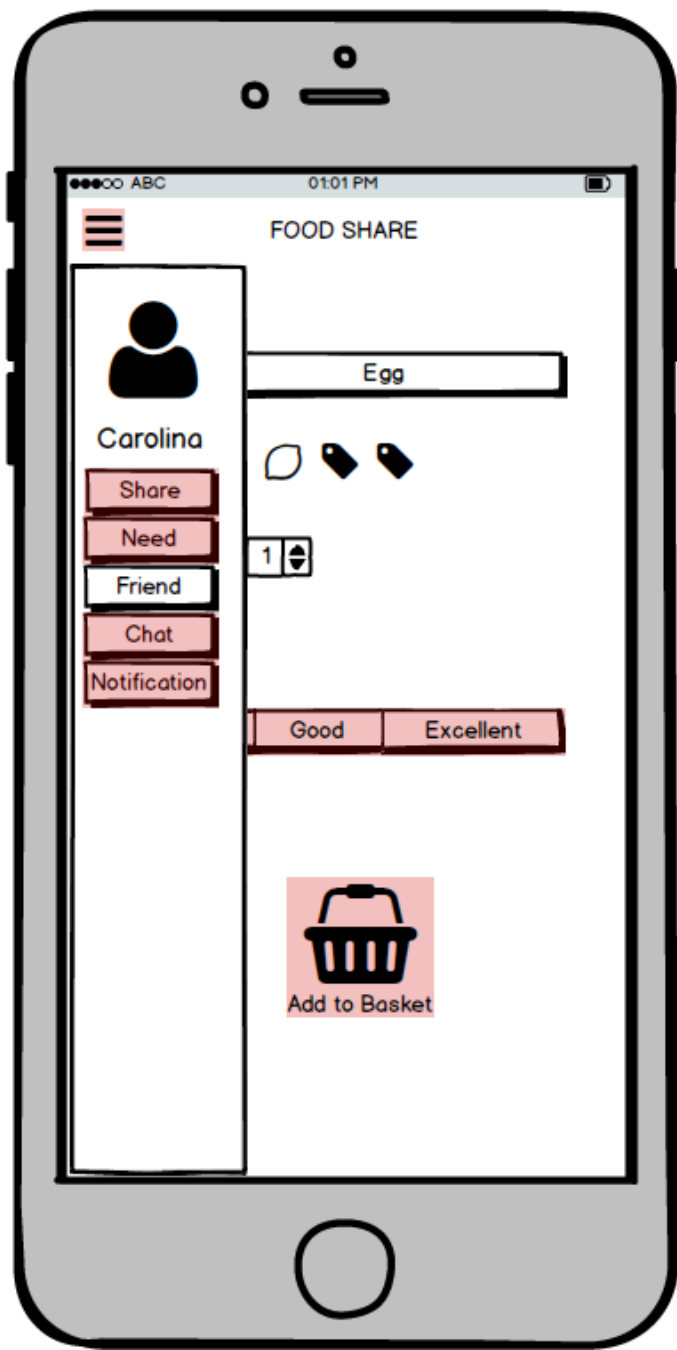 ABC 01:01 PM
FOOD SHARE
Egg
Carolina
Share
Need
1
Friend
Chat
Notification
Good Excellent
Add to Basket